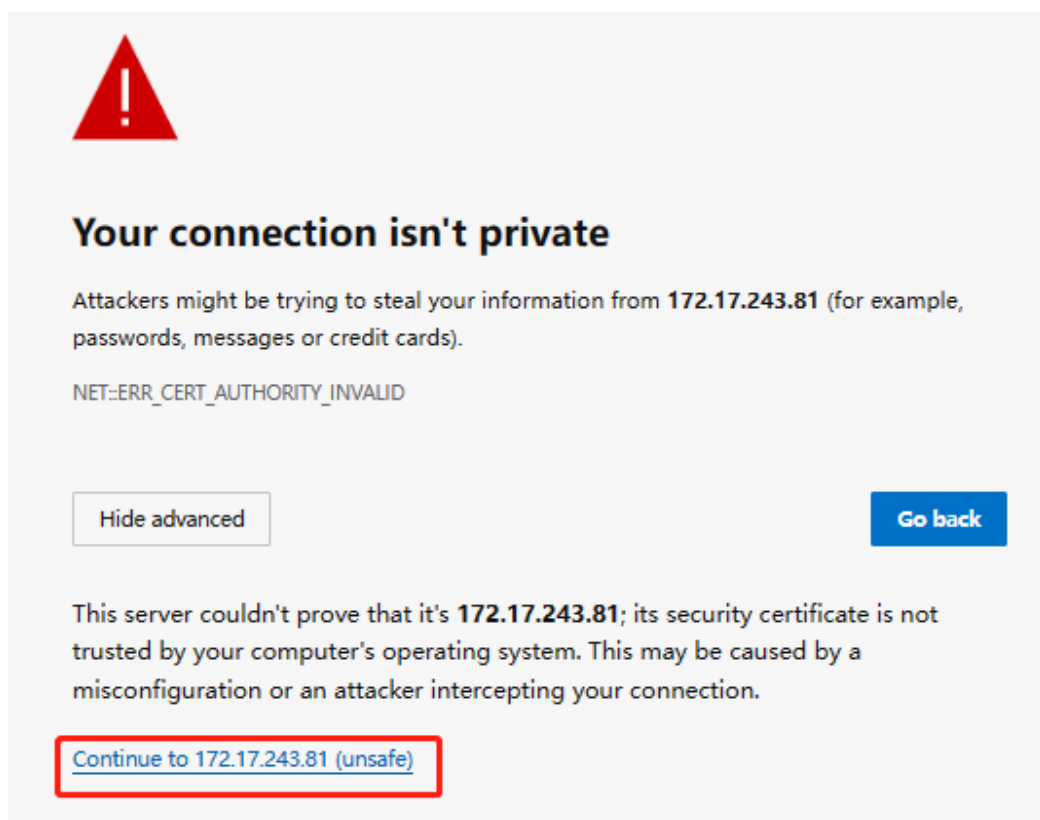 Your connection isn't private
Attackers might be trying to steal your information from 172.17.243.81 (for example,
passwords, messages or credit cards).
NET::ERR_CERT_AUTHORITY_INVALID
Hide advanced
Go back
This server couldn't prove that it's 172.17.243.81; its security certificate is not
trusted by your computer's operating system. This may be caused by a
misconfiguration or an attacker intercepting your connection.
Continue to 172.17.243.81 (unsafe)